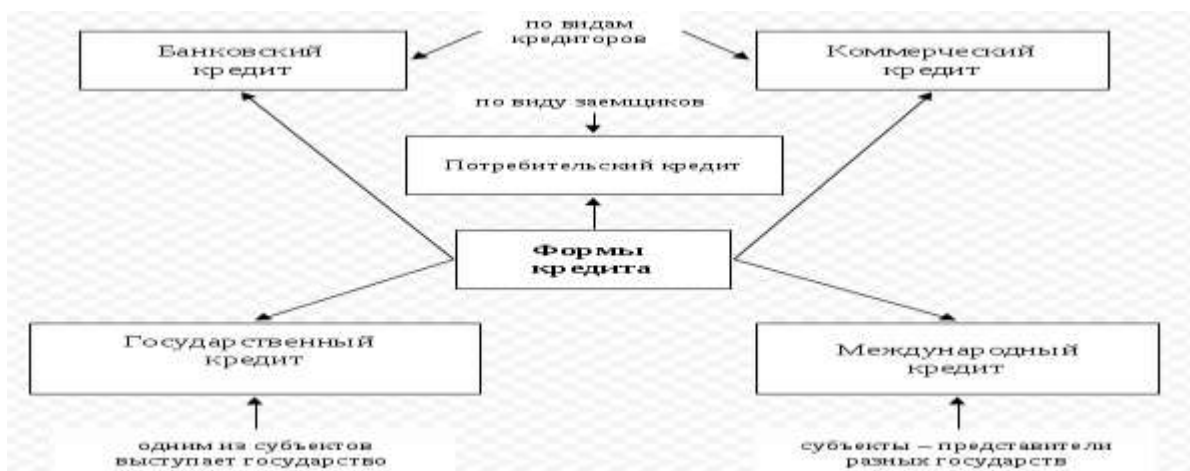 по видам
кредиторов
Банковский
кредит
Коммерческий
кредит
по виду заемщиков
Потребительский кредит
Формы
кредита
Государственный
кредит
Международный
кредит
одним из субъектов
выступает государство
субъекты – представители
разных государств